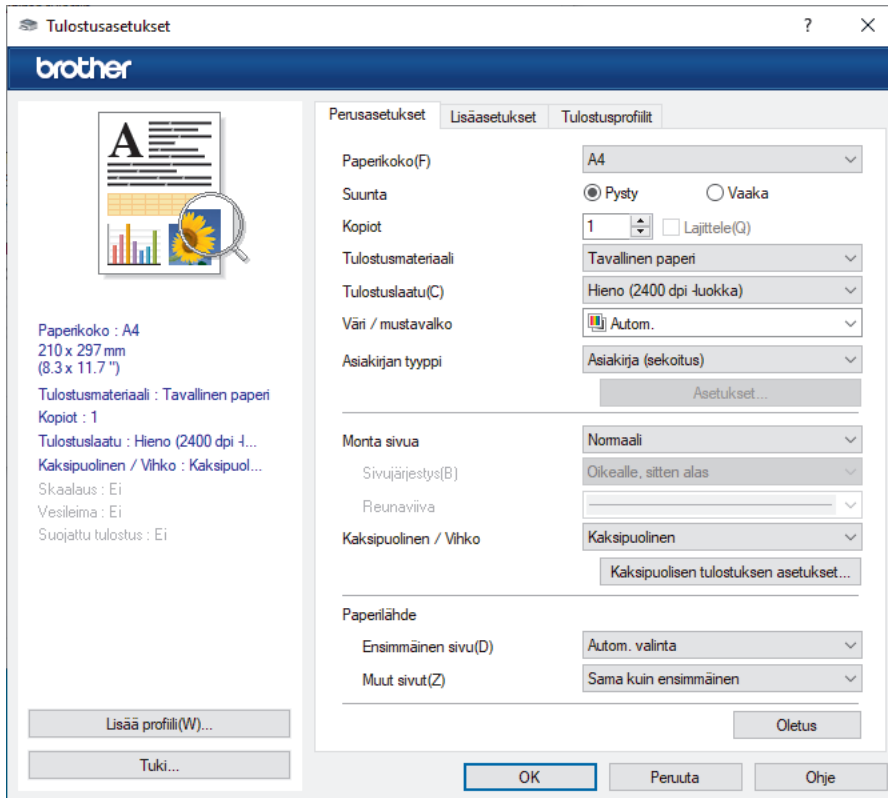 Tulostusasetukset
? ×
brother
A
Paperikoko : A4
210 x 297 mm
(8.3 x 11.7 ")
Tulostusmateriaali : Tavallinen paperi
Kopiot : 1
Tulostuslaatu : Hieno (2400 dpi -l...
Kaksipuolinen / Vihko : Kaksipuol...
Skaalaus : Ei
Vesileima : Ei
Suojattu tulostus : Ei
Lisää profiili(W)...
Tuki...
Perusasetukset Lisäasetukset Tulostusprofiilit
Paperikoko(F) A4
Suunta Pysty Vaaka
Kopiot 1 Lajittele(Q)
Tulostusmateriaali Tavallinen paperi
Tulostuslaatu(C) Hieno (2400 dpi -luokka)
Väri / mustavalko Autom.
Asiakirjan tyyppi Asiakirja (sekoitus)
Asetukset...
Monta sivua Normaali
Sivujärjestys(B) Oikealle, sitten alas
Reunaviiva
Kaksipuolinen / Vihko Kaksipuolinen
Kaksipuolisen tulostuksen asetukset...
Paperilähde
Ensimmäinen sivu(D) Autom. valinta
Muut sivut(Z) Sama kuin ensimmäinen
Oletus
OK Peruuta Ohje